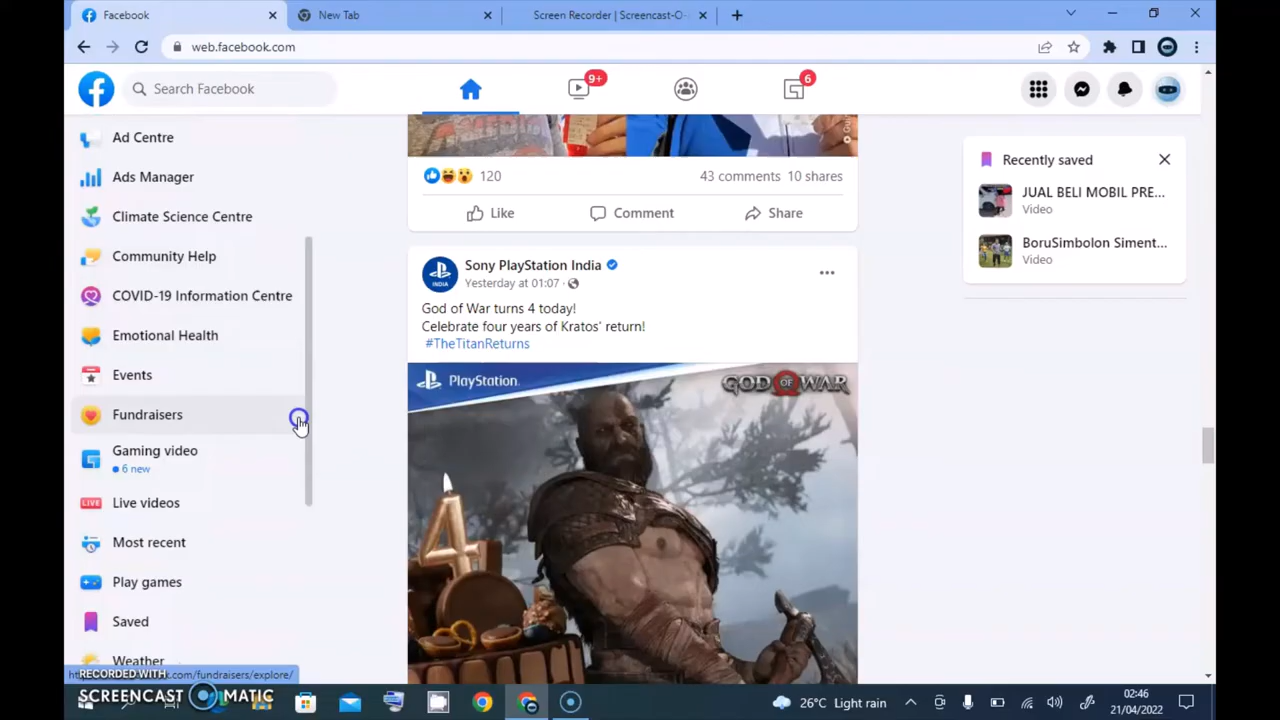 Facebook
New Tab
Screen Recorder | Screencast-O-
web.facebook.com
Search Facebook
9+
6
Ad Centre
Ads Manager
Climate Science Centre
Community Help
COVID-19 Information Centre
Emotional Health
Events
Fundraisers
Gaming video
6 new
LIVE
Live videos
Most recent
Play games
Saved
Weather
120
43 comments 10 shares
Like
Comment
Share
INDIA
Sony PlayStation India
Yesterday at 01:07
God of War turns 4 today!
Celebrate four years of Kratos' return!
#TheTitanReturns
PlayStation.
GOD OF WAR
4
Recently saved
JUAL BELI MOBIL PRE...
Video
BoruSimbolon Siment...
Video
/fundraisers/explore/
RECORDED WITH
SCREENCAST MATIC
26°C Light rain
02:46
21/04/2022